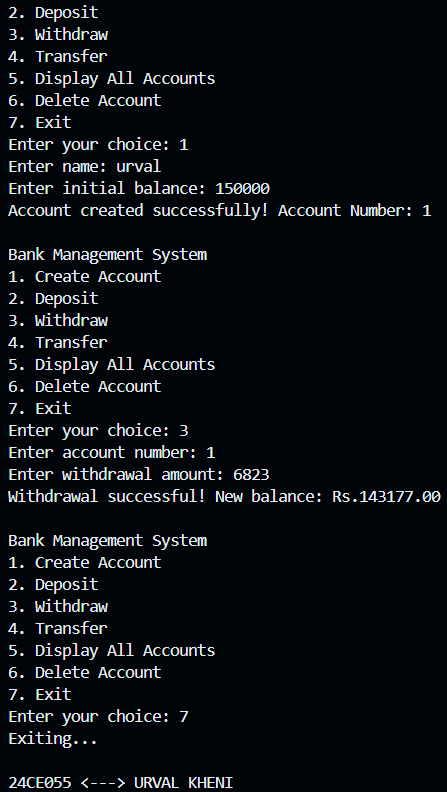 2. Deposit
3. Withdraw
4. Transfer
5. Display All Accounts
6. Delete Account
7. Exit
Enter your choice: 1
Enter name: urval
Enter initial balance: 150000
Account created successfully! Account Number: 1

Bank Management System
1. Create Account
2. Deposit
3. Withdraw
4. Transfer
5. Display All Accounts
6. Delete Account
7. Exit
Enter your choice: 3
Enter account number: 1
Enter withdrawal amount: 6823
Withdrawal successful! New balance: Rs.143177.00

Bank Management System
1. Create Account
2. Deposit
3. Withdraw
4. Transfer
5. Display All Accounts
6. Delete Account
7. Exit
Enter your choice: 7
Exiting...

24CE055 <---> URVAL KHENI